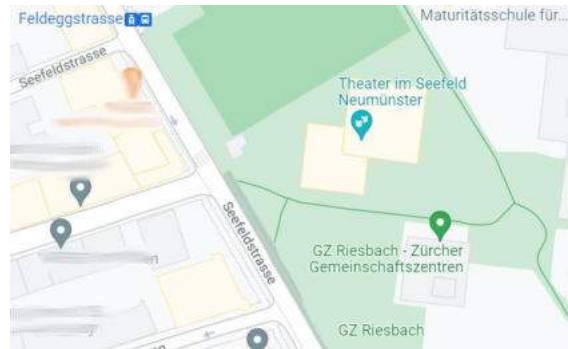 Feldeggstrasse
Maturitätsschule für...
Seefeldstrasse
Theater im Seefeld
Neumünster
Seefeldstrasse
GZ Riesbach - Zürcher
Gemeinschaftszentren
GZ Riesbach